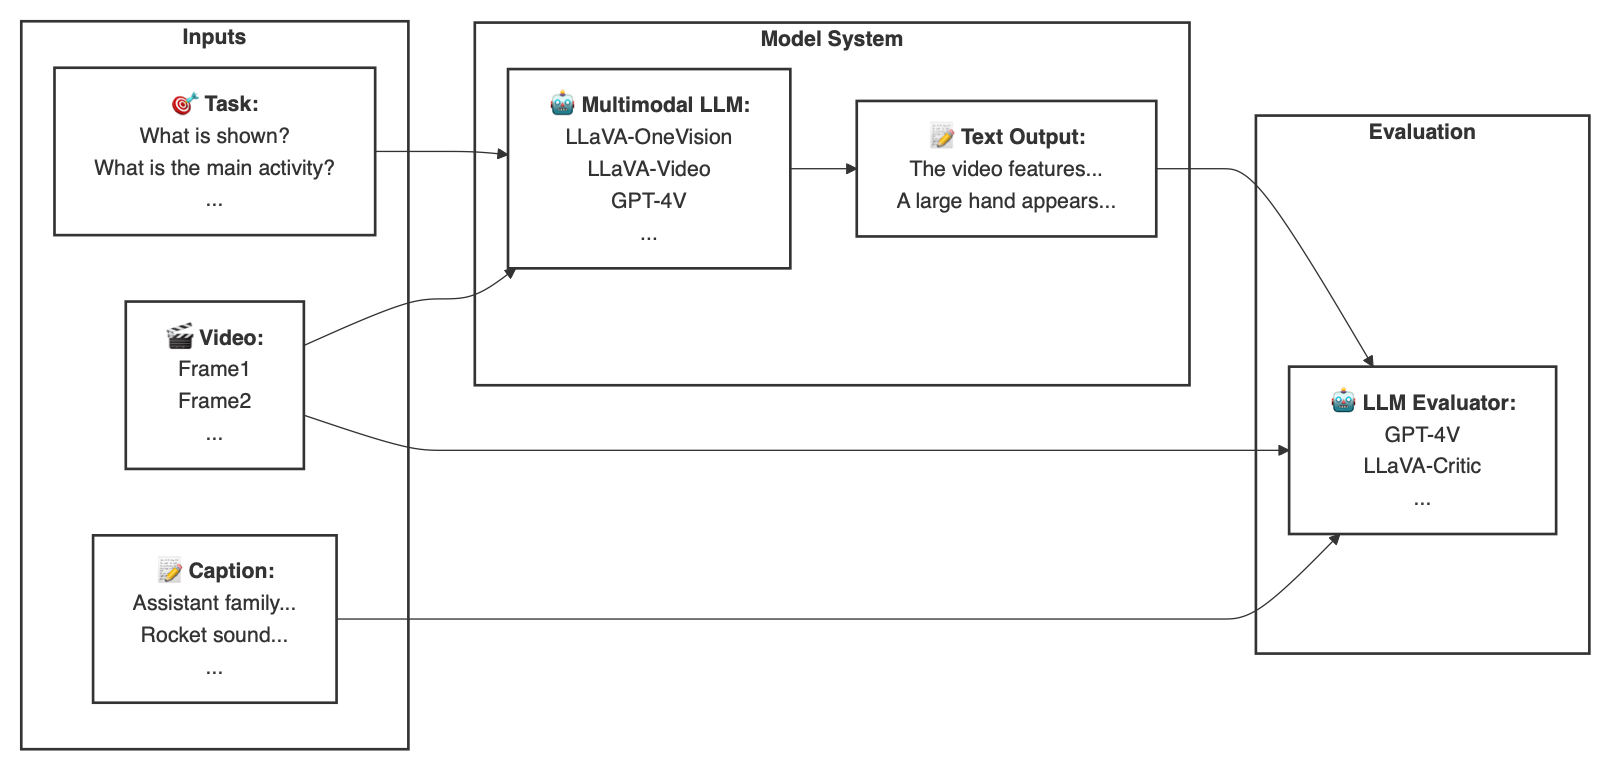 Inputs
Task:
What is shown?
What is the main activity?
...
Video:
Frame1
Frame2
...
Caption:
Assistant family...
Rocket sound...
...
Model System
Multimodal LLM:
LLaVA-OneVision
LLaVA-Video
GPT-4V
...
Text Output:
The video features...
A large hand appears...
Evaluation
LLM Evaluator:
GPT-4V
LLaVA-Critic
...